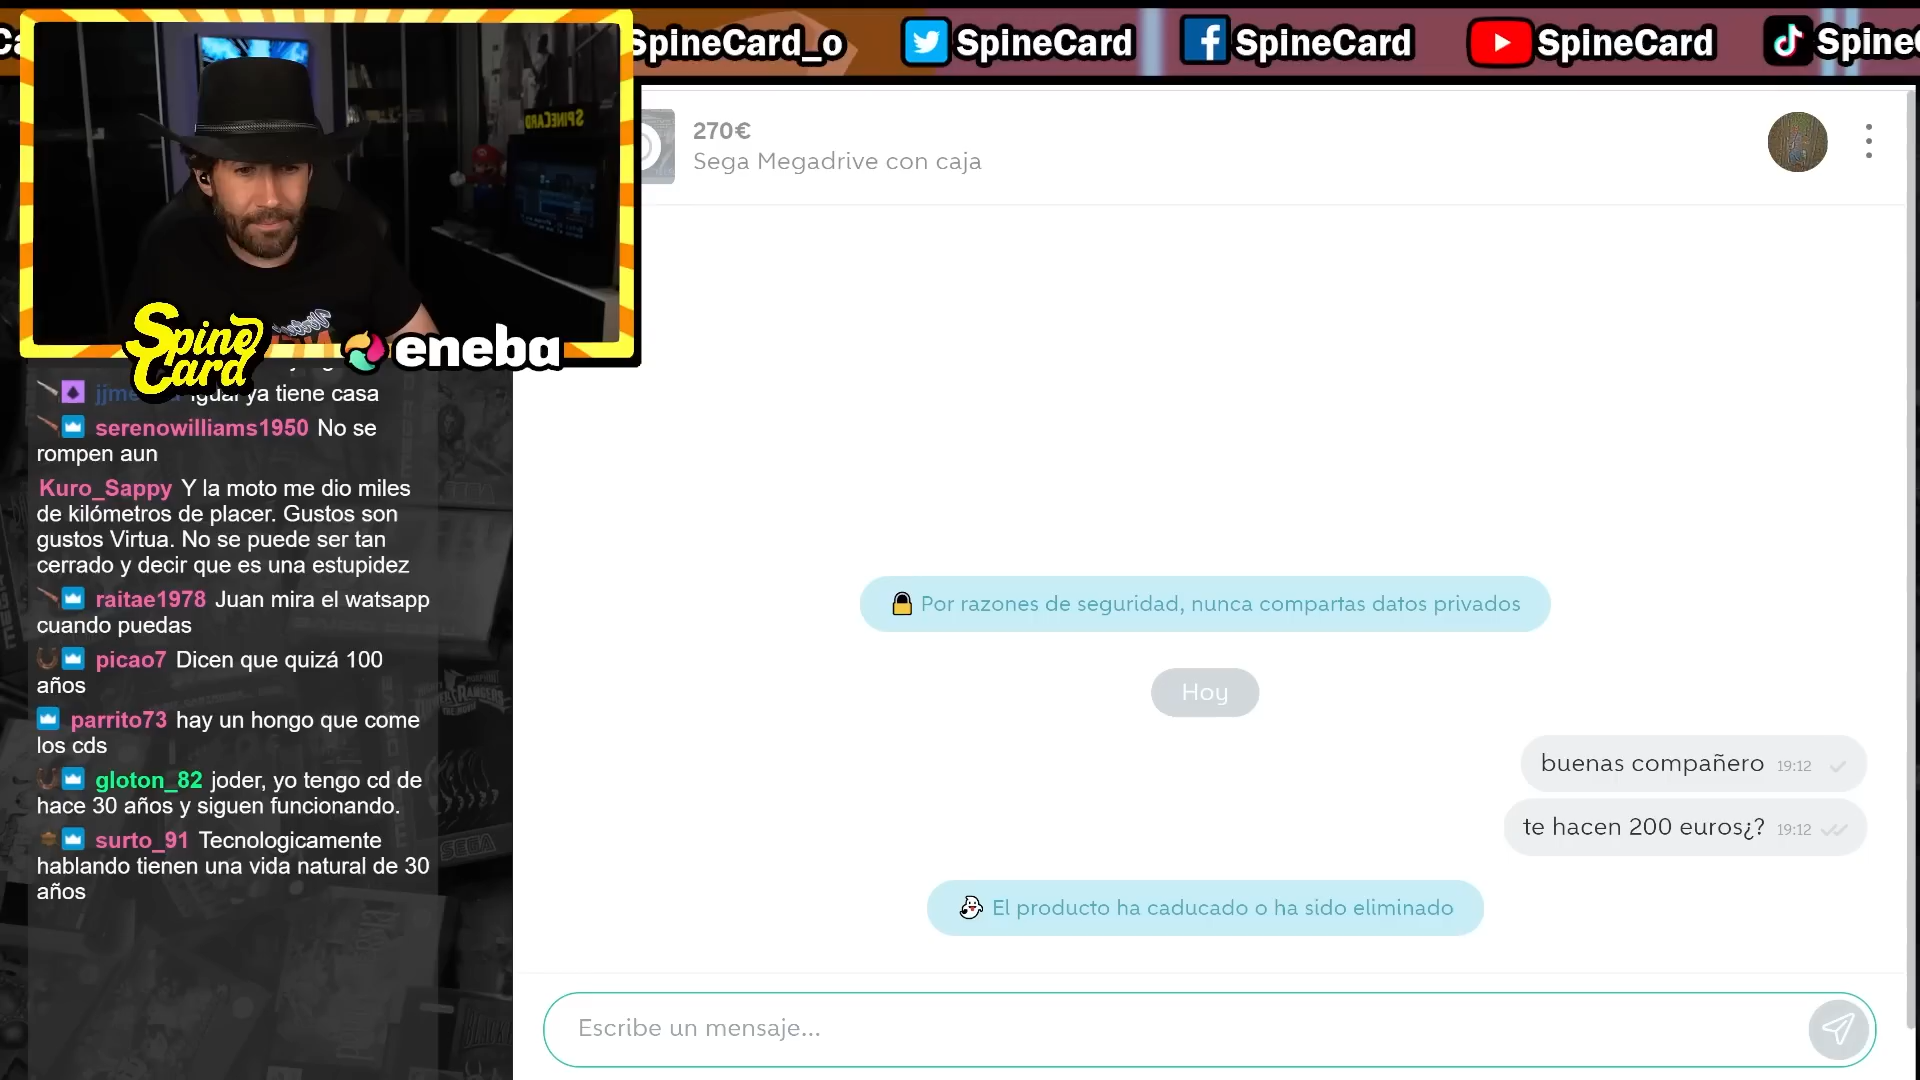 SpineCard_o
SpineCard
SpineCard
SpineCard
Spine
SPINECARD
Spine
Card
eneba
270€
Sega Megadrive con caja
igual ya tiene casa
serenowilliams1950 No se
rompen aun
Kuro_Sappy Y la moto me dio miles
de kilómetros de placer. Gustos son
gustos Virtua. No se puede ser tan
cerrado y decir que es una estupidez
raitae1978 Juan mira el watsapp
cuando puedas
picao7 Dicen que quizá 100
años
parrito73 hay un hongo que come
los cds
gloton_82 joder, yo tengo cd de
hace 30 años y siguen funcionando.
surto_91 Tecnologicamente
hablando tienen una vida natural de 30
años
Por razones de seguridad, nunca compartas datos privados
Hoy
buenas compañero 19:12
te hacen 200 euros¿? 19:12
El producto ha caducado o ha sido eliminado
Escribe un mensaje...